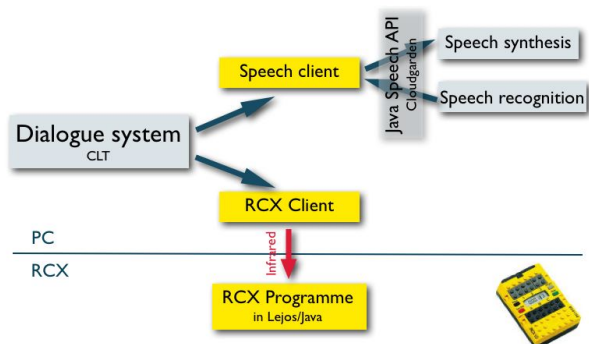 Speech synthesis
Java Speech API
Cloudgarden
Speech client
Speech recognition
Dialogue system
CLT
RCX Client
PC
Infrared
RCX
RCX Programme
in Lejos/Java